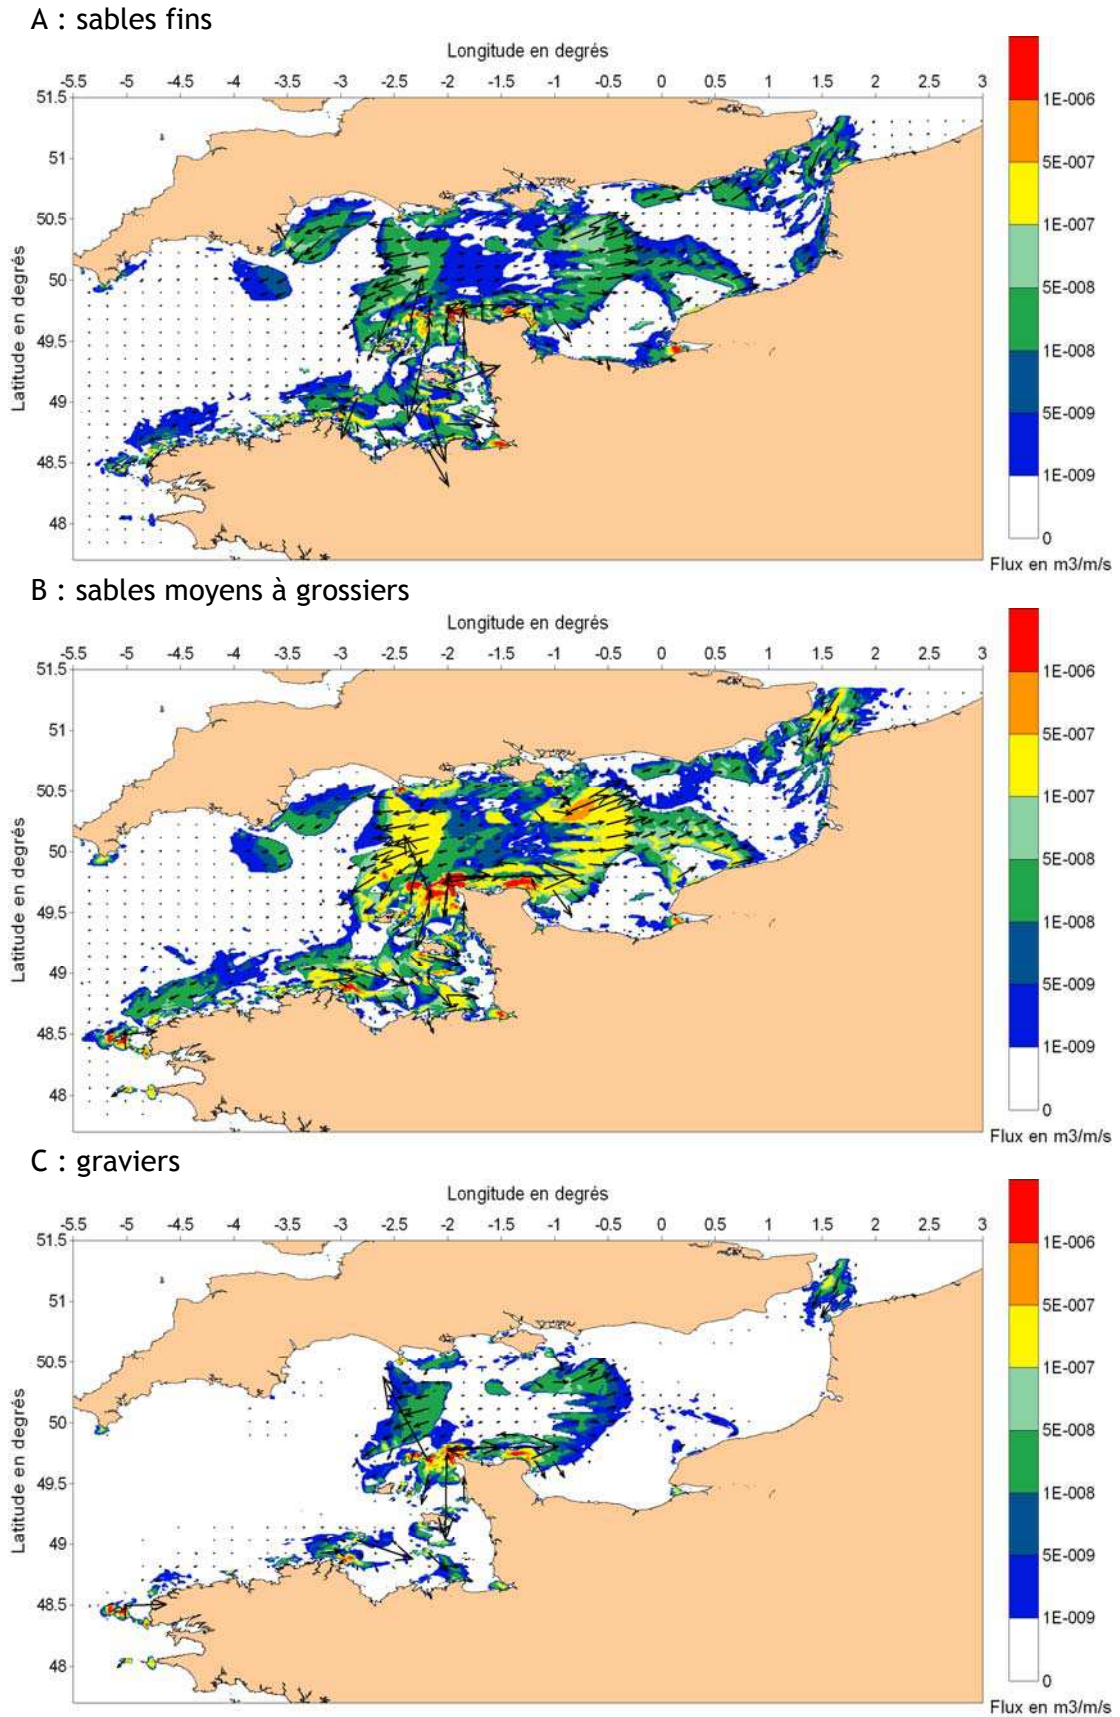 A : sables fins
Longitude en degrés
-5.5 -5 -4.5 -4 -3.5 -3 -2.5 -2 -1.5 -1 -0.5 0 0.5 1 1.5 2 2.5 3
51.5
51
50.5
50
49.5
49
48.5
48
Latitude en degrés
1E-006
5E-007
1E-007
5E-008
1E-008
5E-009
1E-009
0
Flux en m3/m/s
B : sables moyens à grossiers
Longitude en degrés
-5.5 -5 -4.5 -4 -3.5 -3 -2.5 -2 -1.5 -1 -0.5 0 0.5 1 1.5 2 2.5 3
51.5
51
50.5
50
49.5
49
48.5
48
Latitude en degrés
1E-006
5E-007
1E-007
5E-008
1E-008
5E-009
1E-009
0
Flux en m3/m/s
C : graviers
Longitude en degrés
-5.5 -5 -4.5 -4 -3.5 -3 -2.5 -2 -1.5 -1 -0.5 0 0.5 1 1.5 2 2.5 3
51.5
51
50.5
50
49.5
49
48.5
48
Latitude en degrés
1E-006
5E-007
1E-007
5E-008
1E-008
5E-009
1E-009
0
Flux en m3/m/s